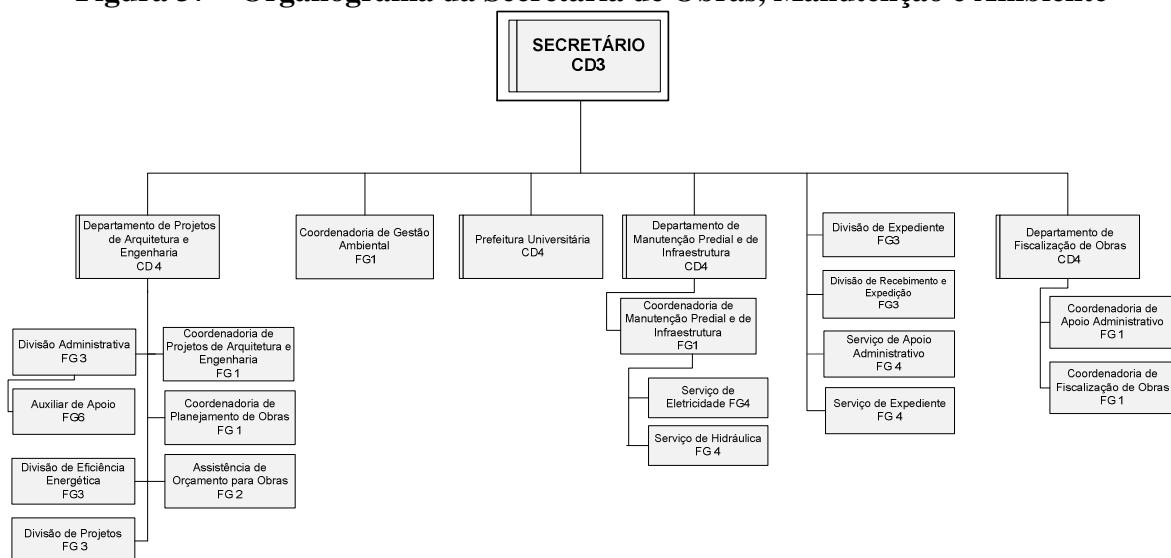 Figura – Organograma da Secretaria de Obras, Manutenção e Ambiente
SECRETÁRIO
CD3
Departamento de Projetos
de Arquitetura e
Engenharia
CD 4
Coordenadoria de Gestão
Ambiental
FG1
Prefeitura Universitária
CD4
Departamento de
Manutenção Predial e de
Infraestrutura
CD4
Divisão de Expediente
FG3
Departamento de
Fiscalização de Obras
CD4
Divisão Administrativa
FG 3
Auxiliar de Apoio
FG6
Divisão de Eficiência
Energética
FG3
Divisão de Projetos
FG 3
Coordenadoria de
Projetos de Arquitetura e
Engenharia
FG 1
Coordenadoria de
Planejamento de Obras
FG 1
Assistência de
Orçamento para Obras
FG 2
Coordenadoria de
Manutenção Predial e de
Infraestrutura
FG1
Serviço de
Eletricidade FG4
Serviço de Hidráulica
FG 4
Divisão de Recebimento e
Expedição
FG3
Serviço de Apoio
Administrativo
FG 4
Serviço de Expediente
FG 4
Coordenadoria de
Apoio Administrativo
FG 1
Coordenadoria de
Fiscalização de Obras
FG 1